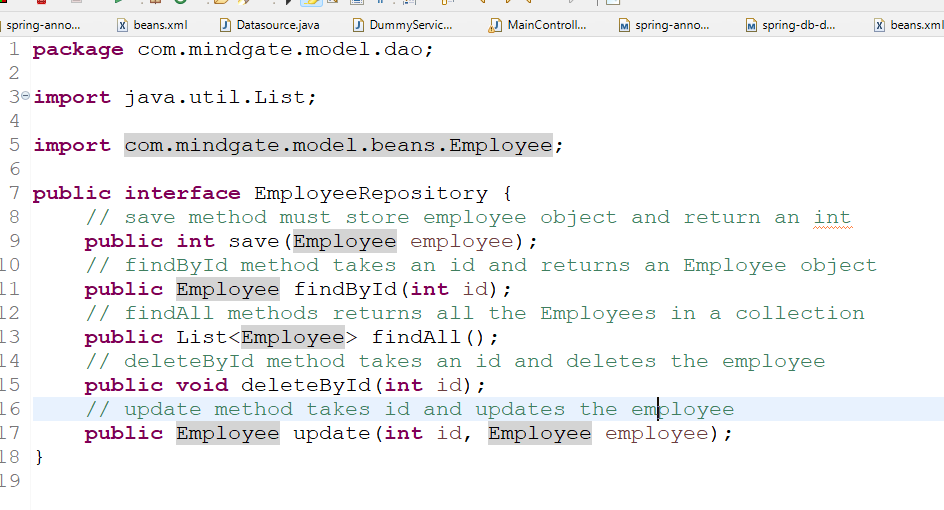 spring-anno... beans.xml Datasource.java DummyServic... MainControll... spring-anno... spring-db-d... beans.xml
1 package com.mindgate.model.dao;
2
3 import java.util.List;
4
5 import com.mindgate.model.beans.Employee;
6
7 public interface EmployeeRepository {
8 // save method must store employee object and return an int
9 public int save(Employee employee);
10 // findById method takes an id and returns an Employee object
11 public Employee findById(int id);
12 // findAll methods returns all the Employees in a collection
13 public List<Employee> findAll();
14 // deleteById method takes an id and deletes the employee
15 public void deleteById(int id);
16 // update method takes id and updates the employee
17 public Employee update(int id, Employee employee);
18 }
19